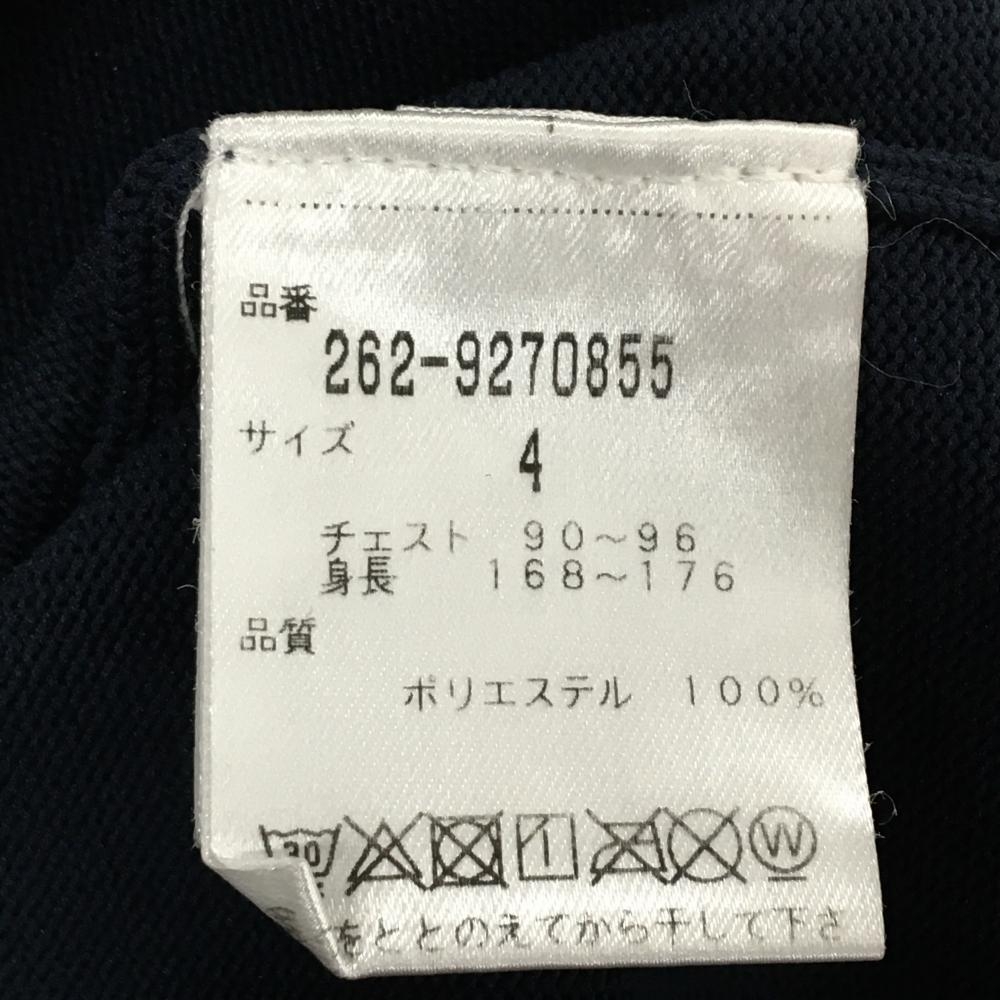 品番
262-9270855
サイズ 4
チェスト 90～96
身長 168～176
品質
ポリエステル 100%
30 W
をととのえてから干して下さ